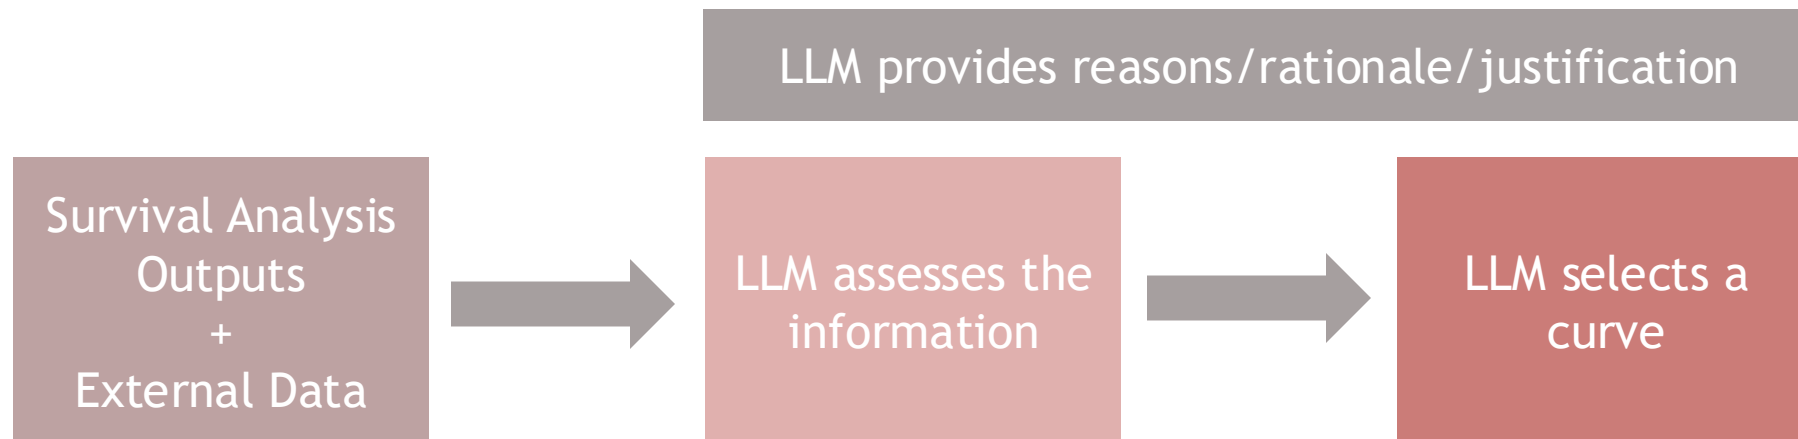 LLM provides reasons/rationale/justification
Survival Analysis
Outputs
+
External Data
LLM assesses the
information
LLM selects a
curve